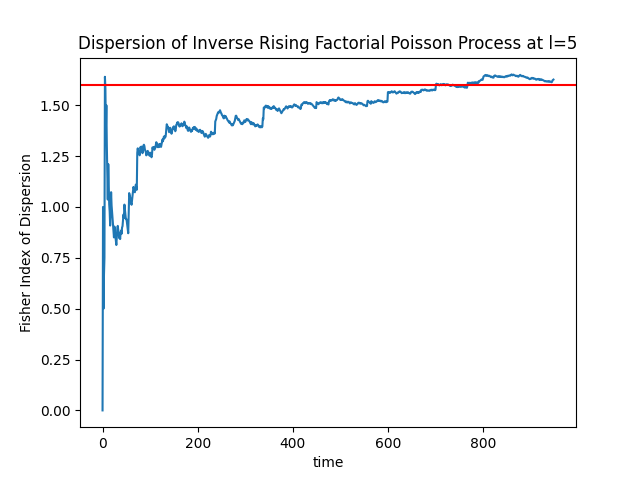 Dispersion of Inverse Rising Factorial Poisson Process at l=5
Fisher Index of Dispersion
1.50
1.25
1.00
0.75
0.50
0.25
0.00
0 200 400 600 800
time